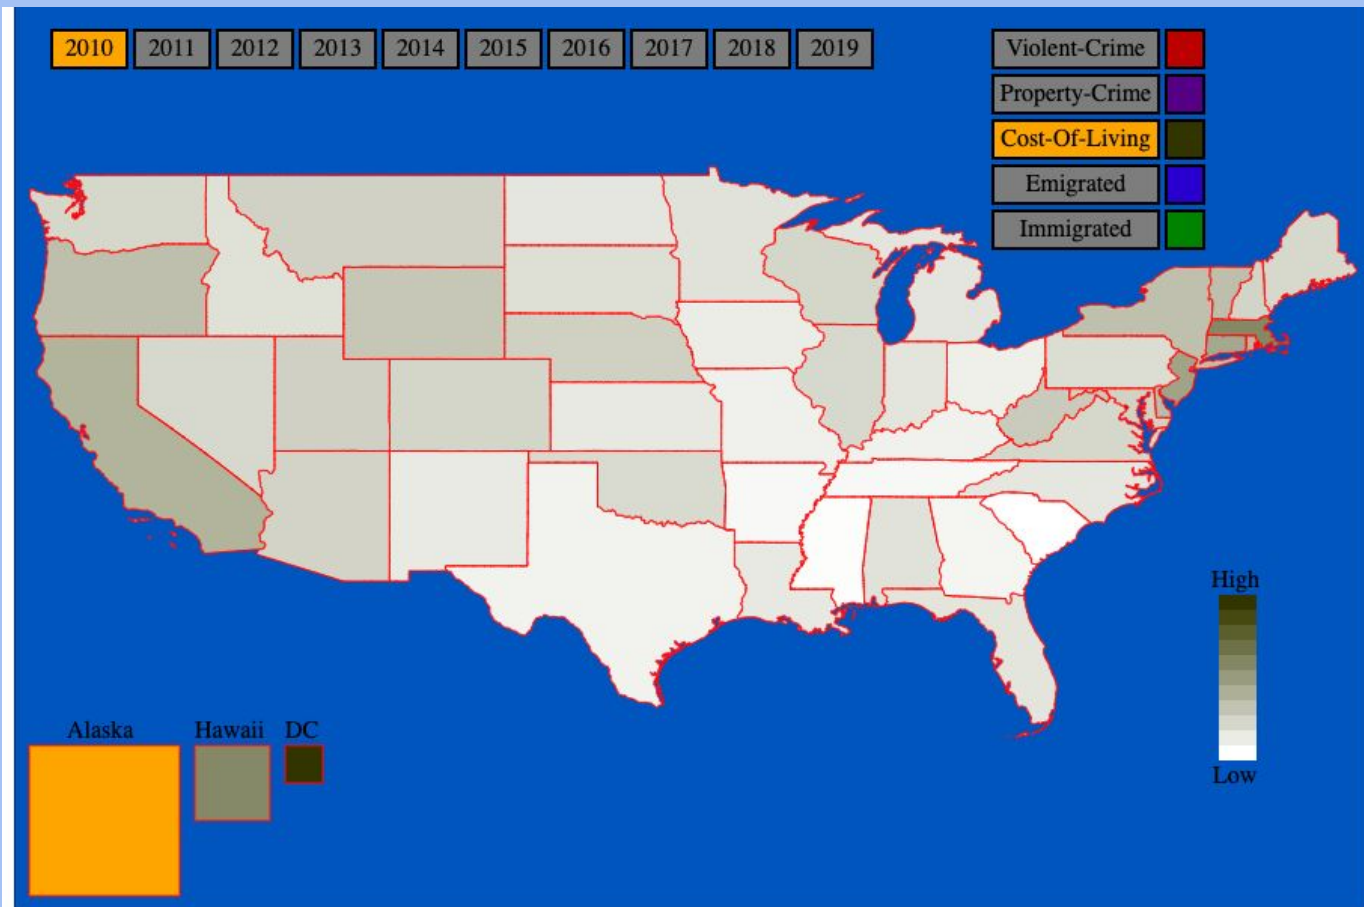 2010 2011 2012 2013 2014 2015 2016 2017 2018 2019
Violent-Crime
Property-Crime
Cost-Of-Living
Emigrated
Immigrated
High
Low
Alaska Hawaii DC